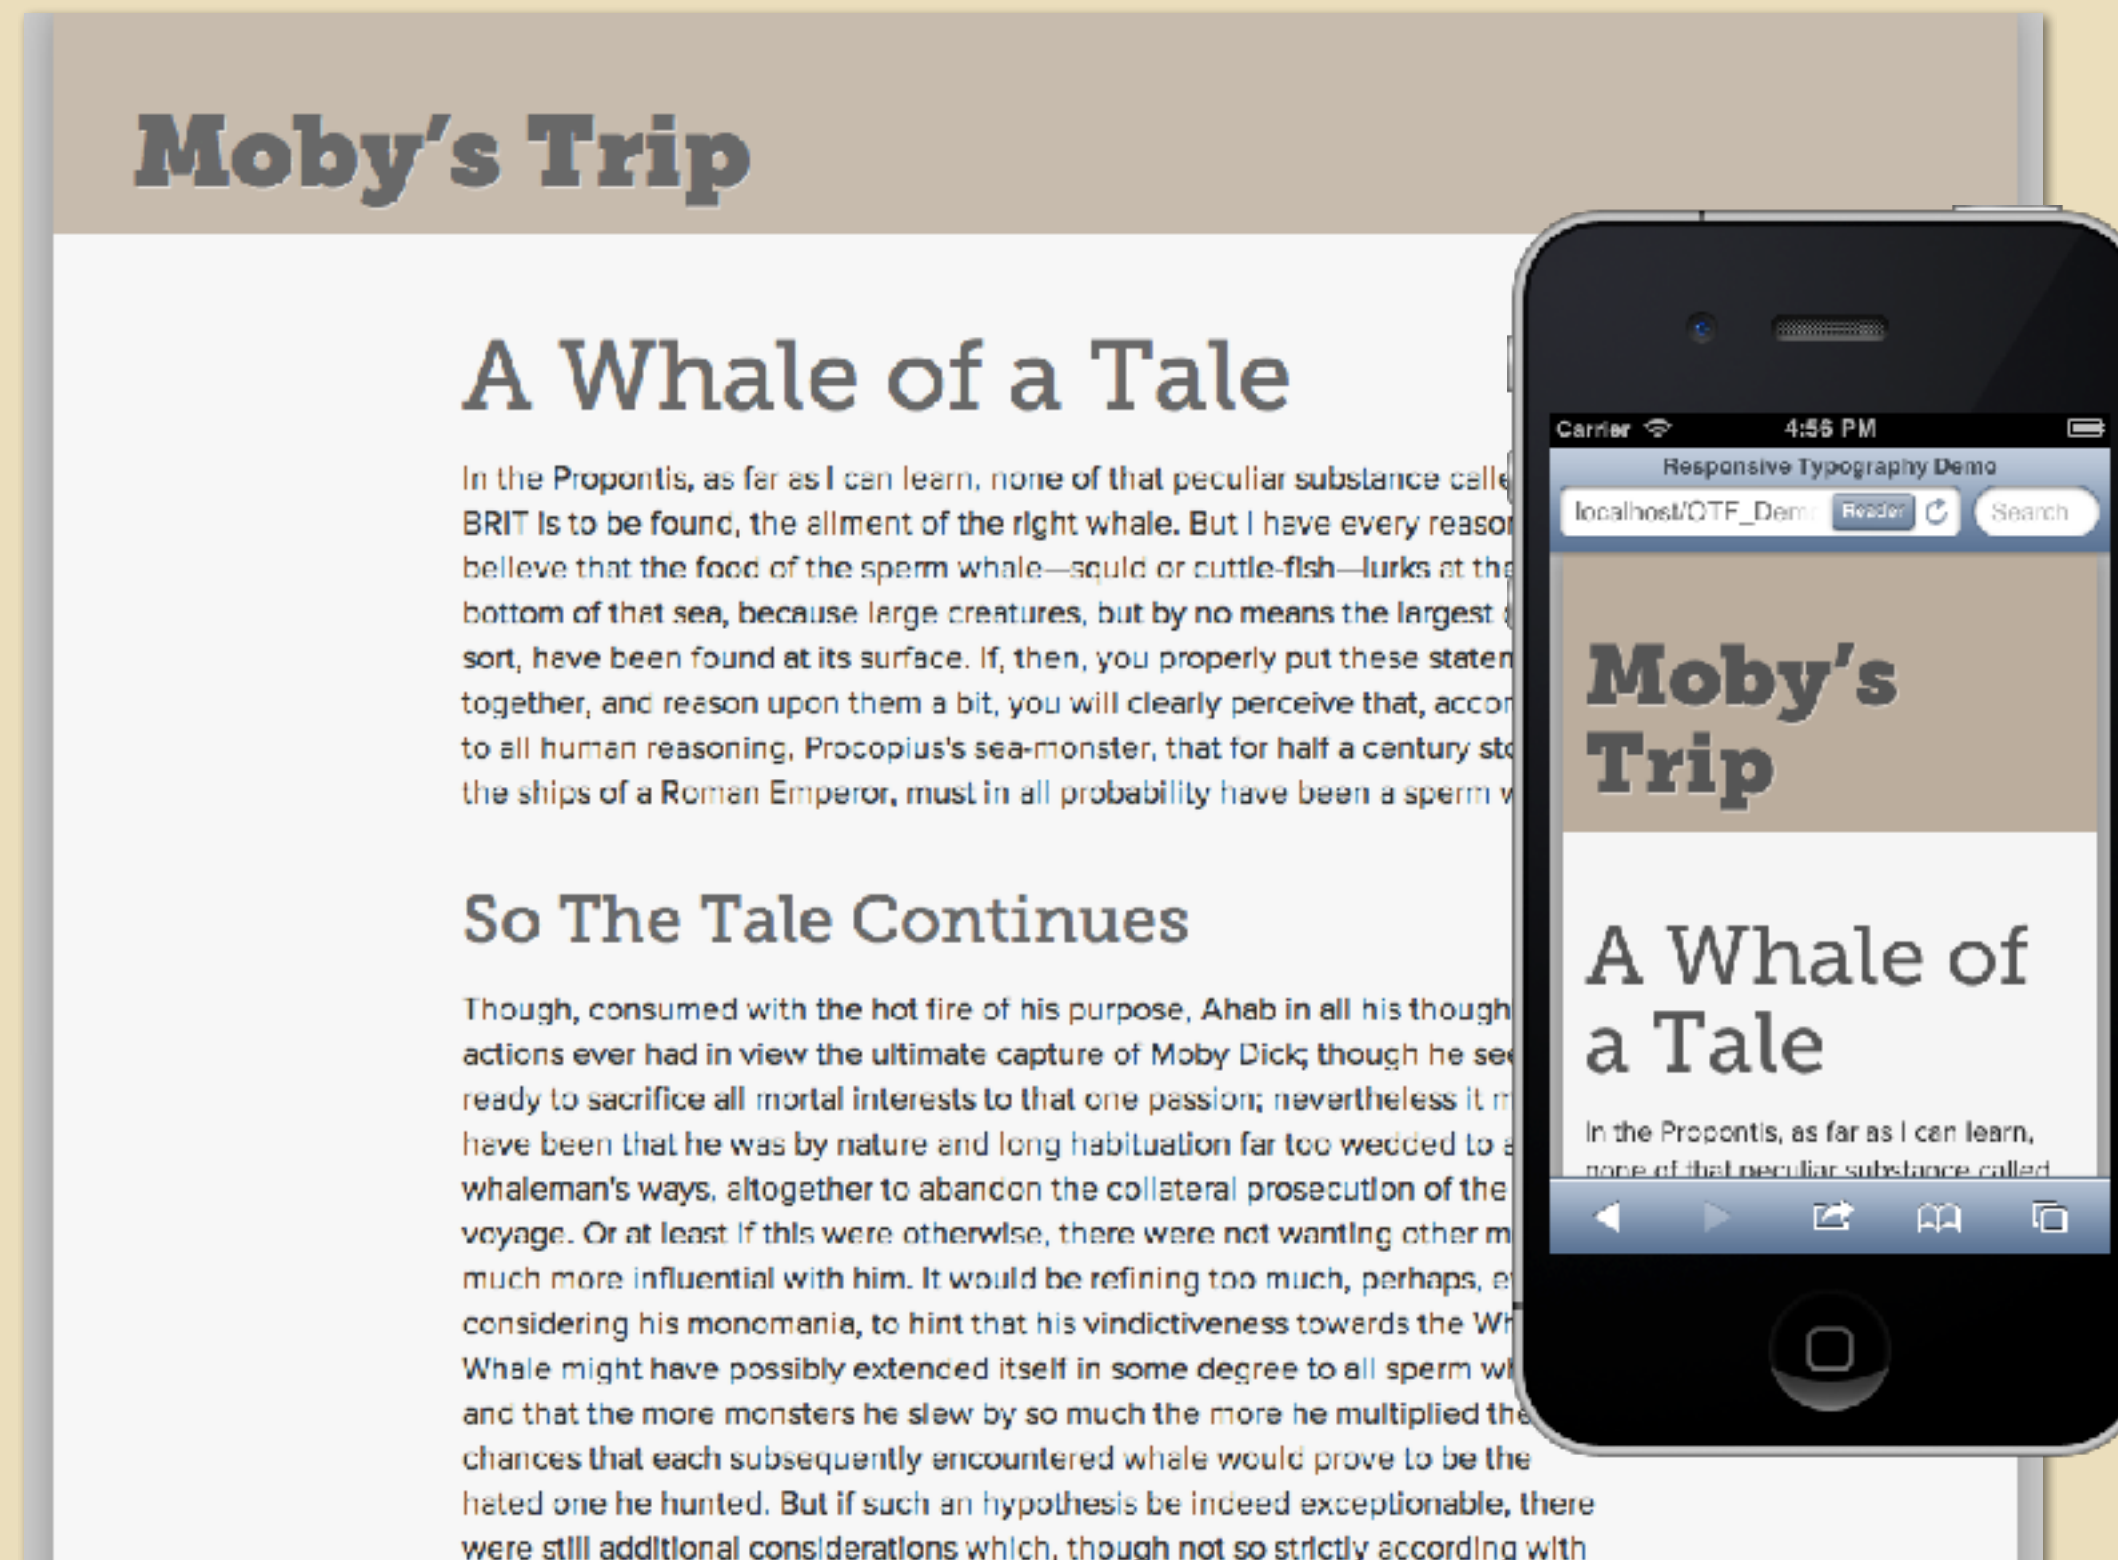 Moby's Trip
A Whale of a Tale
In the Propontis, as far as I can learn, none of that peculiar substance calle
BRIT is to be found, the aliment of the right whale. But I have every reason
believe that the food of the sperm whale—squid or cuttle-fish—lurks at the
bottom of that sea, because large creatures, but by no means the largest
sort, have been found at its surface. If, then, you properly put these statem
together, and reason upon them a bit, you will clearly perceive that, accor
to all human reasoning, Procopius's sea-monster, that for half a century sto
the ships of a Roman Emperor, must in all probability have been a sperm w
So The Tale Continues
Though, consumed with the hot fire of his purpose, Ahab in all his though
actions ever had in view the ultimate capture of Moby Dick; though he see
ready to sacrifice all mortal interests to that one passion; nevertheless it m
have been that he was by nature and long habituation far too wedded to a
whaleman's ways, altogether to abandon the collateral prosecution of the
voyage. Or at least if this were otherwise, there were not wanting other m
much more influential with him. It would be refining too much, perhaps, ev
considering his monomania, to hint that his vindictiveness towards the Wh
Whale might have possibly extended itself in some degree to all sperm wh
and that the more monsters he slew by so much the more he multiplied the
chances that each subsequently encountered whale would prove to be the
hated one he hunted. But if such an hypothesis be indeed exceptionable, there
were still additional considerations which, though not so strictly according with
Carrier 4:56 PM
Responsive Typography Demo
localhost/OTF_Dem Reader Search
Moby's
Trip
A Whale of
a Tale
In the Propontis, as far as I can learn,
none of that peculiar substance called